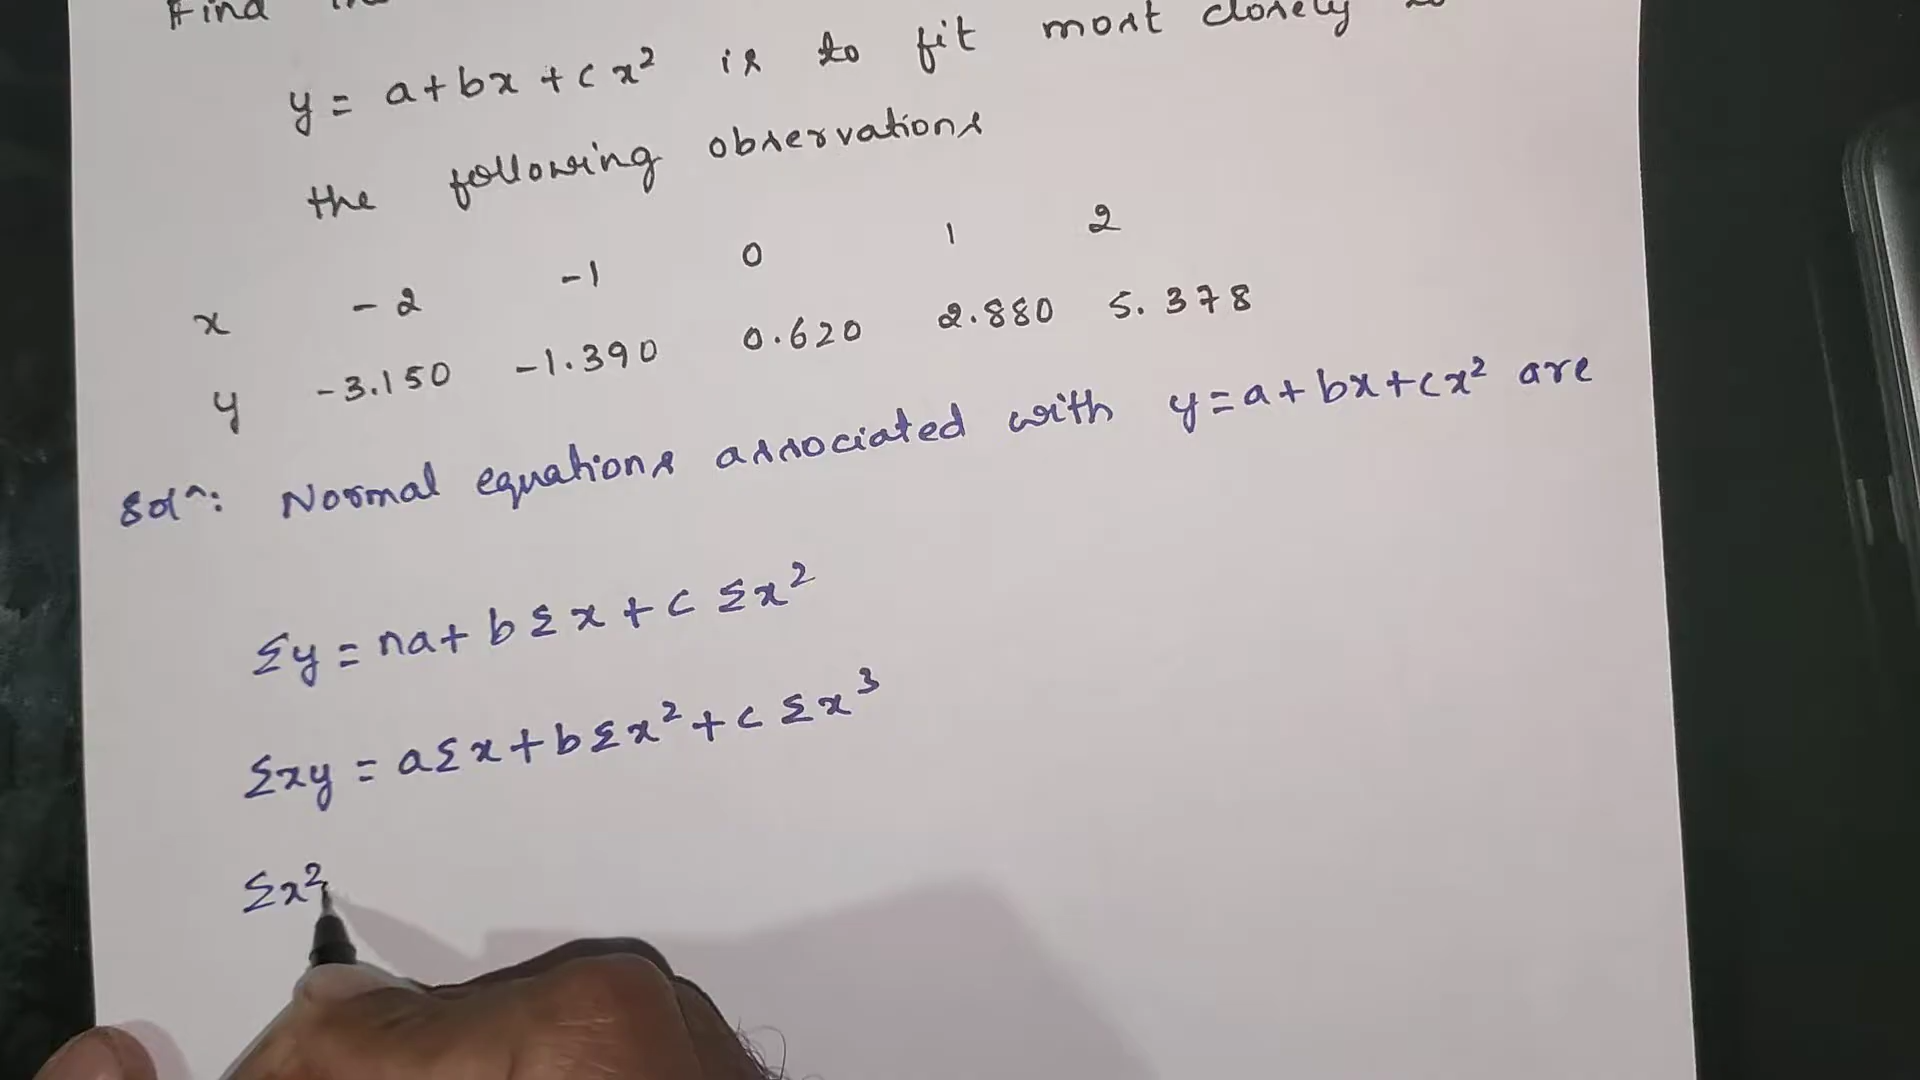 Find
y = a+bx+cx² is to fit most closely
the following observations
x -2 -1 0 1 2
y -3.150 -1.390 0.620 2.880 5.378
Solⁿ: Normal equations associated with y=a+bx+cx² are
Σy = na+bΣx+cΣx²
Σxy = aΣx+bΣx²+cΣx³
Σx²